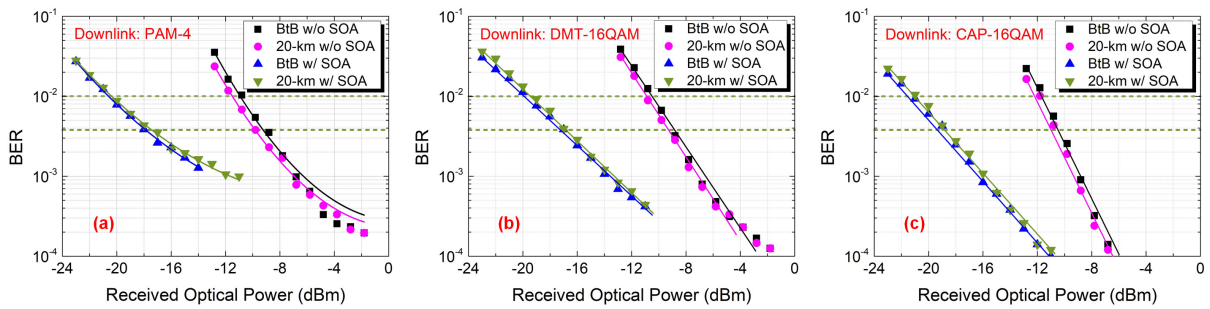 Downlink: PAM-4
BtB w/o SOA
20-km w/o SOA
BtB w/ SOA
20-km w/ SOA
BER
10⁻¹
10⁻²
10⁻³
10⁻⁴
(a)
-24 -20 -16 -12 -8 -4 0
Received Optical Power (dBm)
Downlink: DMT-16QAM
BtB w/o SOA
20-km w/o SOA
BtB w/ SOA
20-km w/ SOA
BER
10⁻¹
10⁻²
10⁻³
10⁻⁴
(b)
-24 -20 -16 -12 -8 -4 0
Received Optical Power (dBm)
Downlink: CAP-16QAM
BtB w/o SOA
20-km w/o SOA
BtB w/ SOA
20-km w/ SOA
BER
10⁻¹
10⁻²
10⁻³
10⁻⁴
(c)
-24 -20 -16 -12 -8 -4 0
Received Optical Power (dBm)